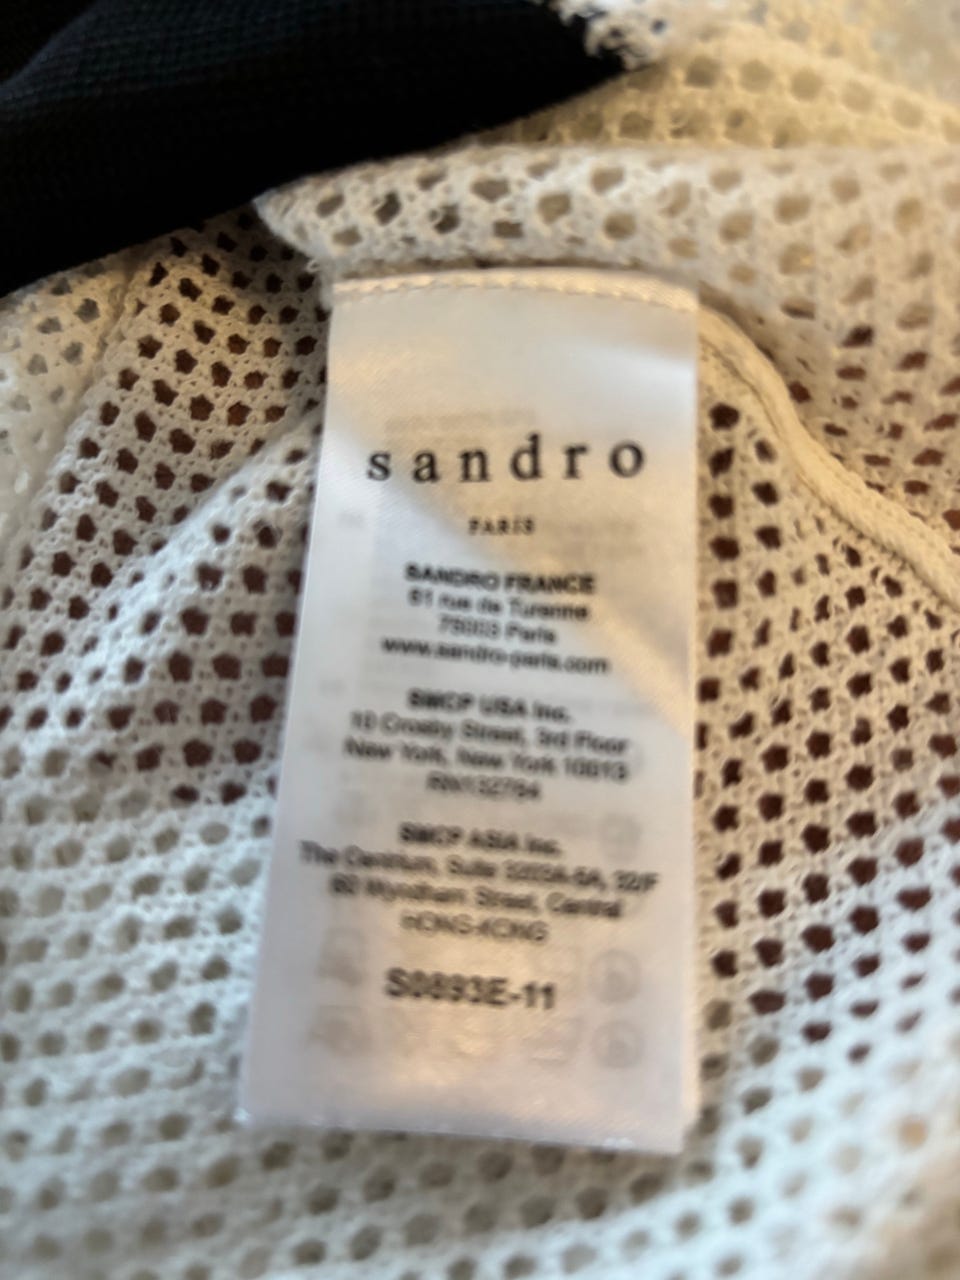 sandro
PARIS
SANDRO FRANCE
61 rue de Turenne
75003 Paris
www.sandro-paris.com
SMCP USA Inc.
10 Crosby Street, 3rd Floor
New York, New York 10013
SMCP ASIA Inc.
The Centrium, Suite 32/F
60 Wyndham Street, Central
HONG-KONG